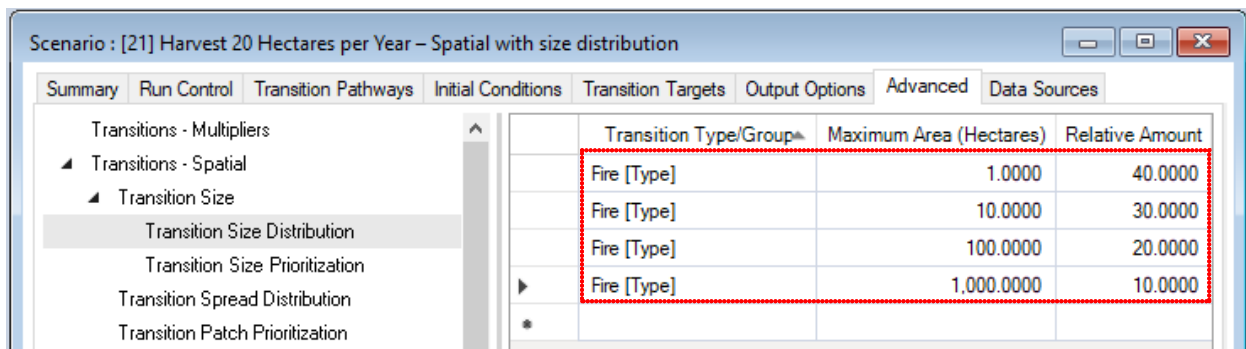 Scenario : [21] Harvest 20 Hectares per Year – Spatial with size distribution
Summary Run Control Transition Pathways Initial Conditions Transition Targets Output Options Advanced Data Sources
Transitions - Multipliers
Transitions - Spatial
Transition Size
Transition Size Distribution
Transition Size Prioritization
Transition Spread Distribution
Transition Patch Prioritization
Transition Type/Group Maximum Area (Hectares) Relative Amount
Fire [Type] 1.0000 40.0000
Fire [Type] 10.0000 30.0000
Fire [Type] 100.0000 20.0000
Fire [Type] 1,000.0000 10.0000